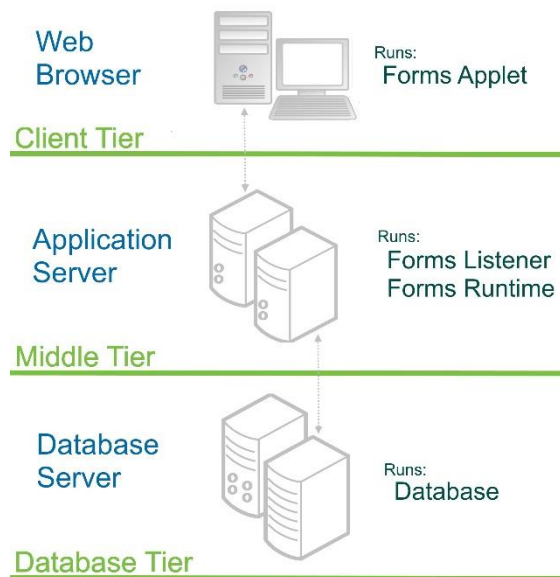 Web
Browser
Runs:
Forms Applet
Client Tier
Application
Server
Runs:
Forms Listener
Forms Runtime
Middle Tier
Database
Server
Runs:
Database
Database Tier